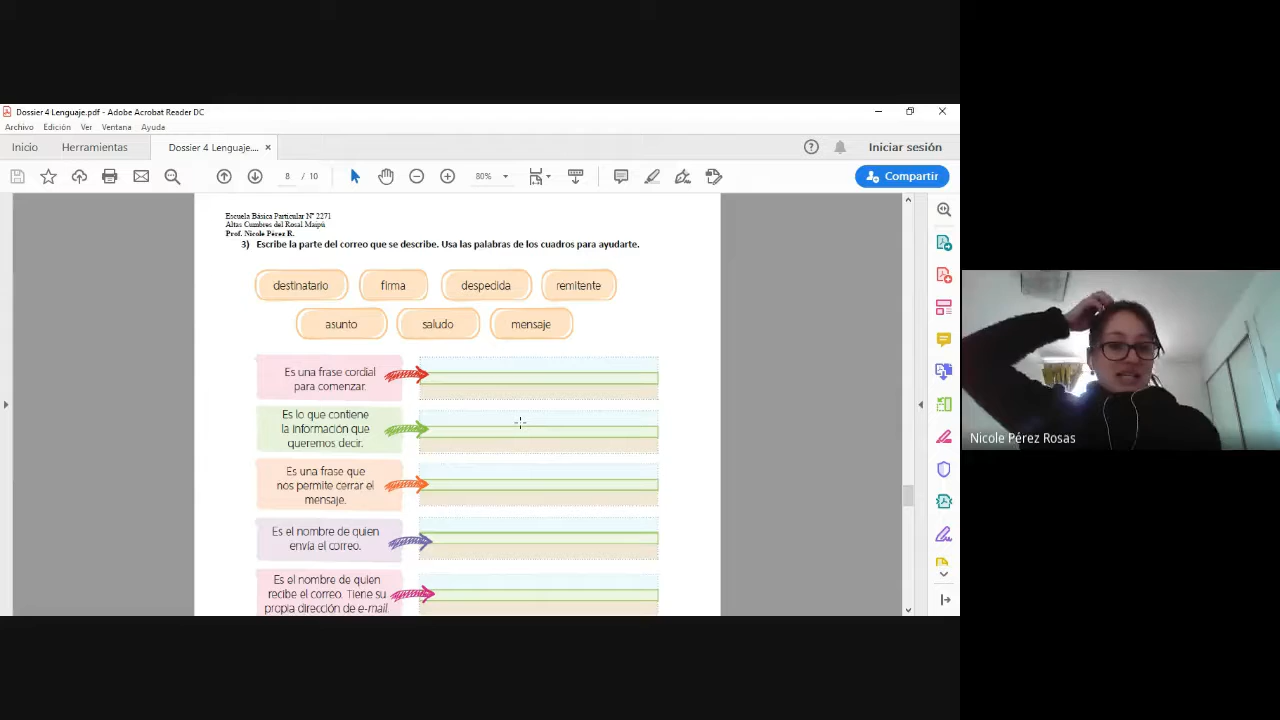 Dossier 4 Lenguaje.pdf - Adobe Acrobat Reader DC
Archivo Edición Ver Ventana Ayuda
Inicio Herramientas Dossier 4 Lenguaje.... × Iniciar sesión
8 / 10 80% Compartir
Escuela Básica Particular N° 2271
Altas Cumbres del Rosal Maipú
Prof. Nicole Pérez R.
3) Escribe la parte del correo que se describe. Usa las palabras de los cuadros para ayudarte.
destinatario firma despedida remitente
asunto saludo mensaje
Es una frase cordial
para comenzar.
Es lo que contiene
la información que
queremos decir.
Es una frase que
nos permite cerrar el
mensaje.
Es el nombre de quien
envía el correo.
Es el nombre de quien
recibe el correo. Tiene su
propia dirección de e-mail.
Nicole Pérez Rosas